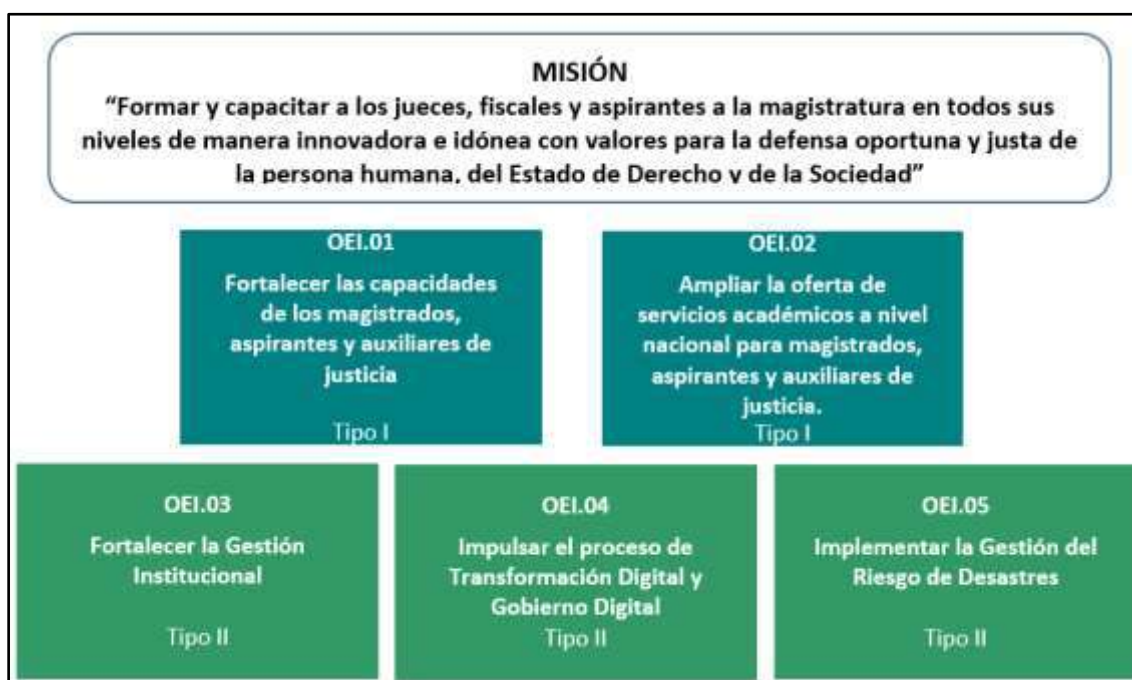 MISIÓN
“Formar y capacitar a los jueces, fiscales y aspirantes a la magistratura en todos sus
niveles de manera innovadora e idónea con valores para la defensa oportuna y justa de
la persona humana, del Estado de Derecho y de la Sociedad”
OEI.01
Fortalecer las capacidades
de los magistrados,
aspirantes y auxiliares de
justicia
Tipo I
OEI.02
Ampliar la oferta de
servicios académicos a nivel
nacional para magistrados,
aspirantes y auxiliares de
justicia.
Tipo I
OEI.03
Fortalecer la Gestión
Institucional
Tipo II
OEI.04
Impulsar el proceso de
Transformación Digital y
Gobierno Digital
Tipo II
OEI.05
Implementar la Gestión del
Riesgo de Desastres
Tipo II